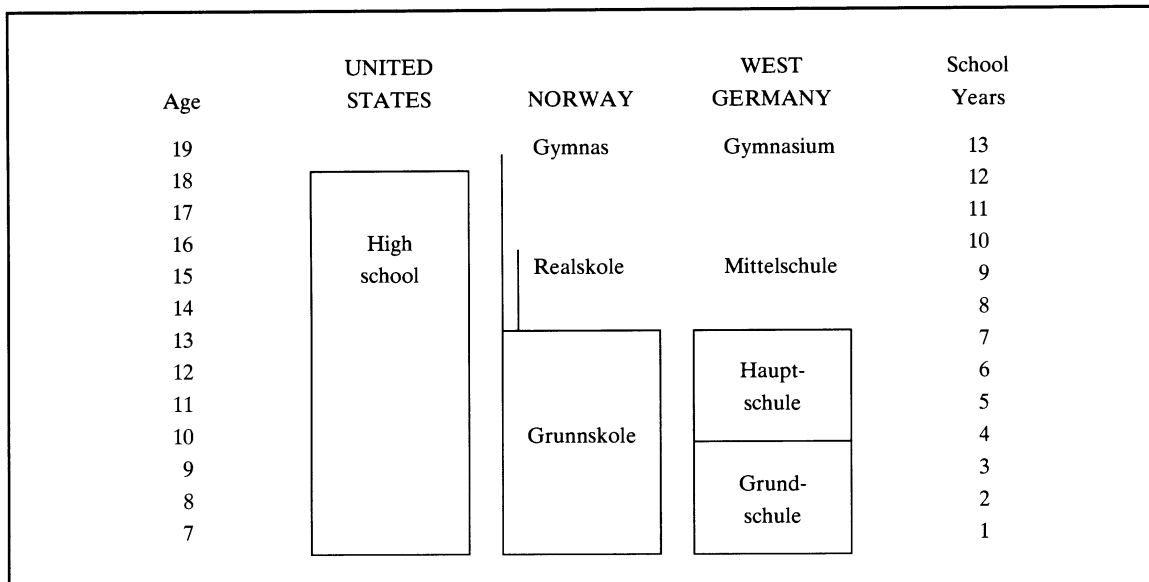 UNITED
STATES
WEST
GERMANY
School
Years
Age
NORWAY
19 Gymnas Gymnasium 13
18 12
17 11
16 High 10
15 school Realskole Mittelschule 9
14 8
13 7
12 Haupt- 6
11 schule 5
10 Grunnskole 4
9 3
8 Grund- 2
7 schule 1